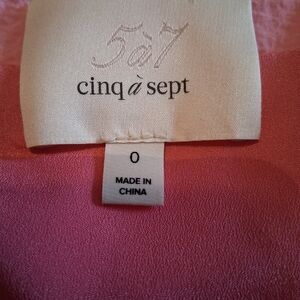 5à7
cinq à sept
0
MADE IN
CHINA